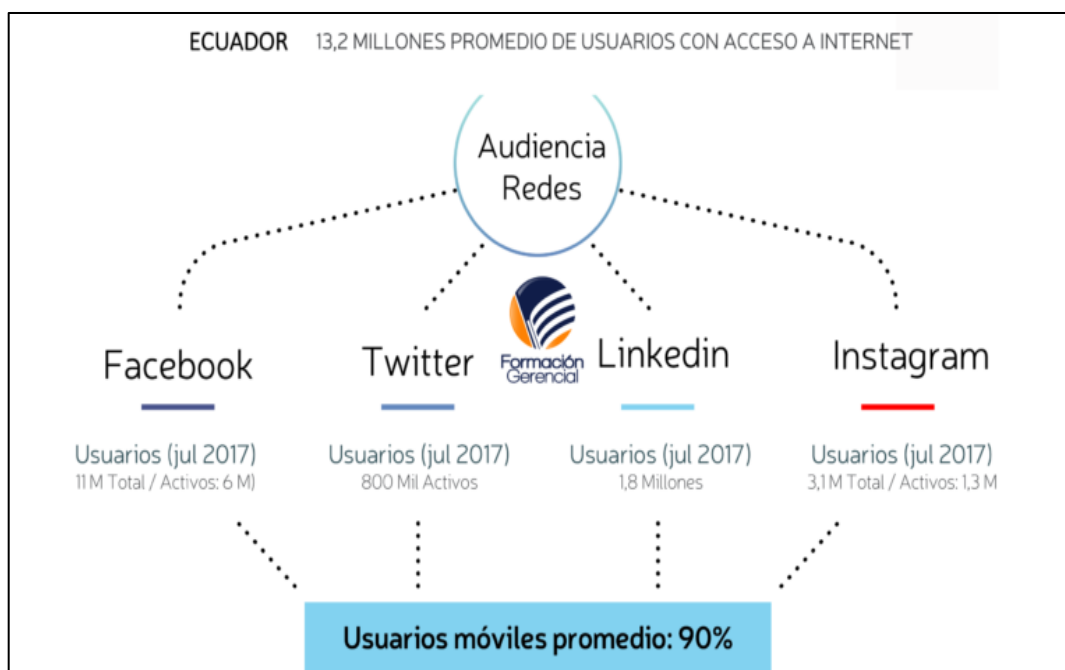 ECUADOR 13,2 MILLONES PROMEDIO DE USUARIOS CON ACCESO A INTERNET
Audiencia
Redes
Formación
Gerencial
Facebook Twitter Linkedin Instagram
Usuarios (jul 2017) Usuarios (jul 2017) Usuarios (jul 2017) Usuarios (jul 2017)
11 M Total / Activos: 6 M) 800 Mil Activos 1,8 Millones 3,1 M Total / Activos: 1,3 M
Usuarios móviles promedio: 90%